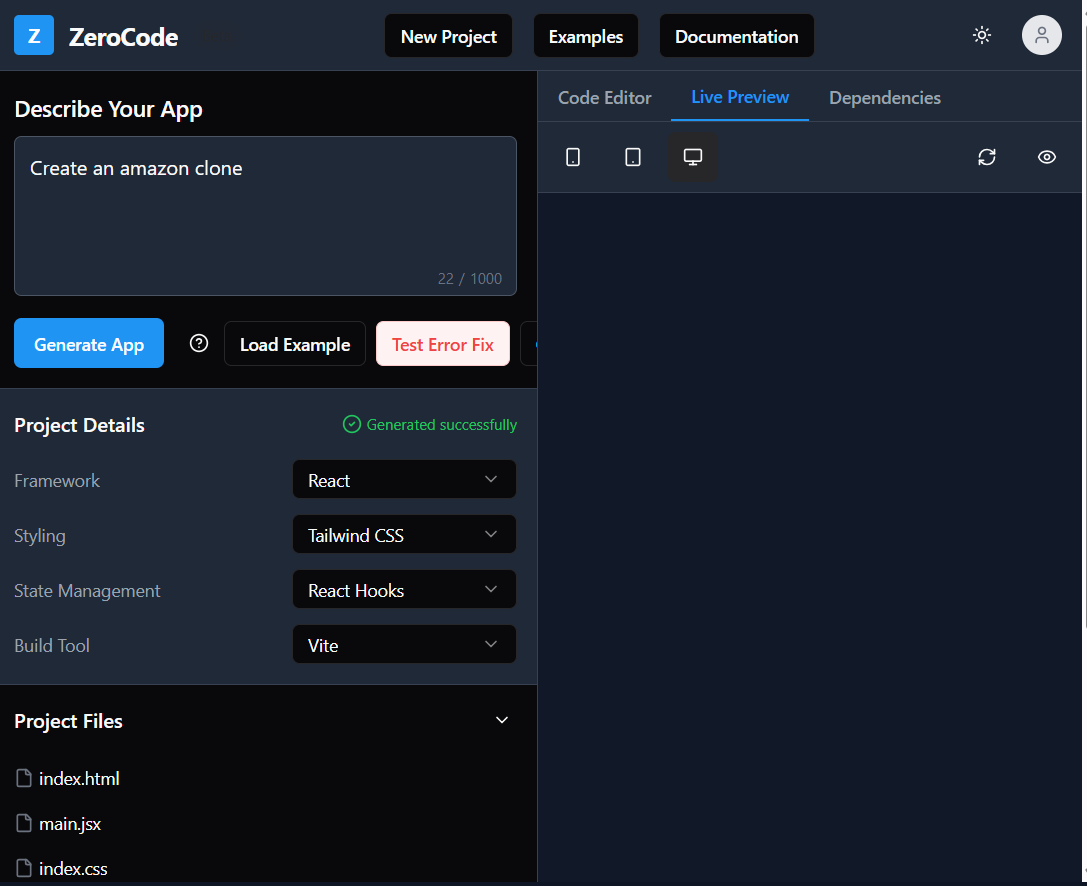 Z ZeroCode New Project Examples Documentation
Describe Your App
Create an amazon clone
22 / 1000
Generate App Load Example Test Error Fix
Project Details Generated successfully
Framework React
Styling Tailwind CSS
State Management React Hooks
Build Tool Vite
Project Files
index.html
main.jsx
index.css
Code Editor Live Preview Dependencies